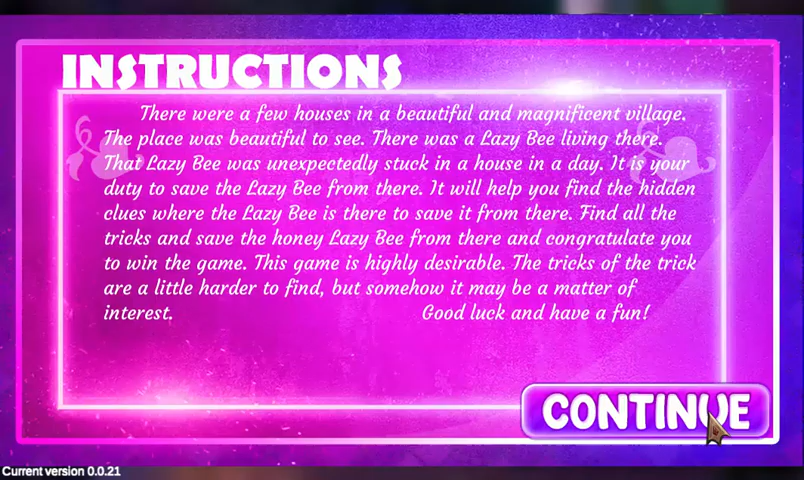 INSTRUCTIONS
There were a few houses in a beautiful and magnificent village.
The place was beautiful to see. There was a Lazy Bee living there.
That Lazy Bee was unexpectedly stuck in a house in a day. It is your
duty to save the Lazy Bee from there. It will help you find the hidden
clues where the Lazy Bee is there to save it from there. Find all the
tricks and save the honey Lazy Bee from there and congratulate you
to win the game. This game is highly desirable. The tricks of the trick
are a little harder to find, but somehow it may be a matter of
interest. Good luck and have a fun!
CONTINUE
Current version 0.0.21